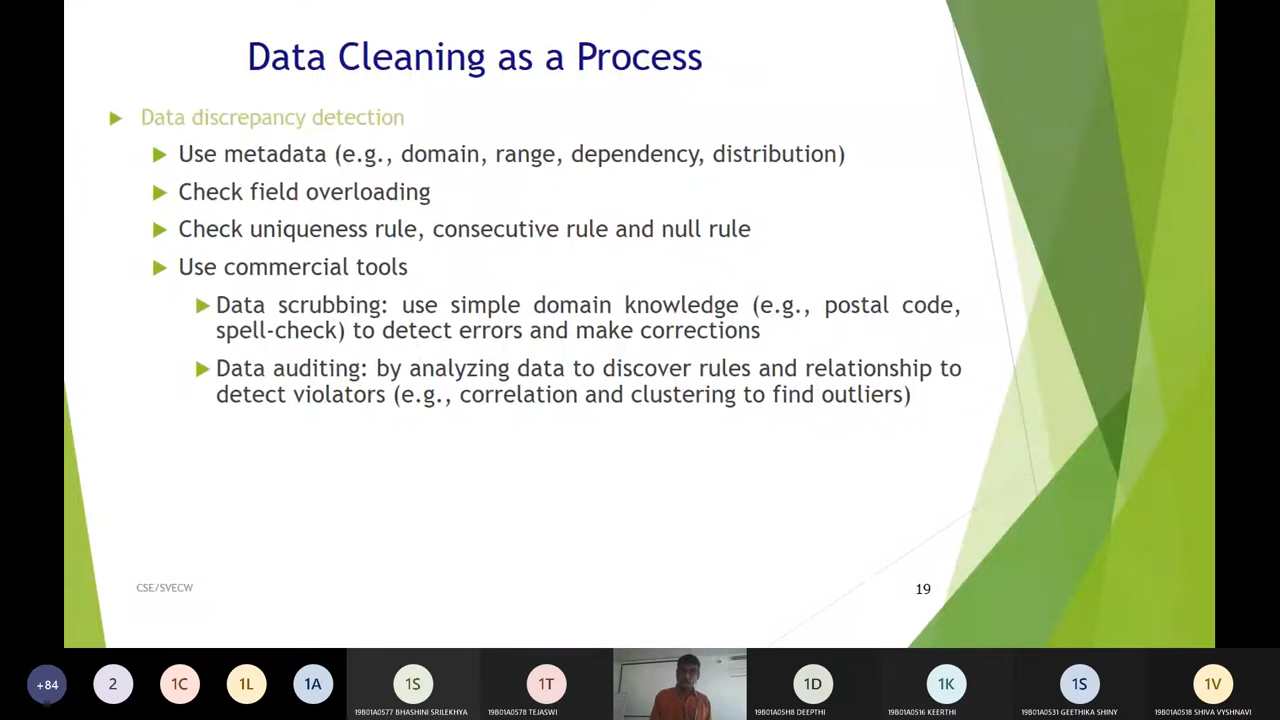 Data Cleaning as a Process
Data discrepancy detection
Use metadata (e.g., domain, range, dependency, distribution)
Check field overloading
Check uniqueness rule, consecutive rule and null rule
Use commercial tools
Data scrubbing: use simple domain knowledge (e.g., postal code,
spell-check) to detect errors and make corrections
Data auditing: by analyzing data to discover rules and relationship to
detect violators (e.g., correlation and clustering to find outliers)
CSE/SVECW
19
+84
2
1C
1L
1A
1S
1T
1D
1K
1S
1V
19B01A0577 BHASHINI SRILEKHYA
19B01A0578 TEJASWI
19B01A05H8 DEEPTHI
19B01A0516 KEERTHI
19B01A0531 GEETHIKA SHINY
19B01A0518 SHIVA VYSHNAVI